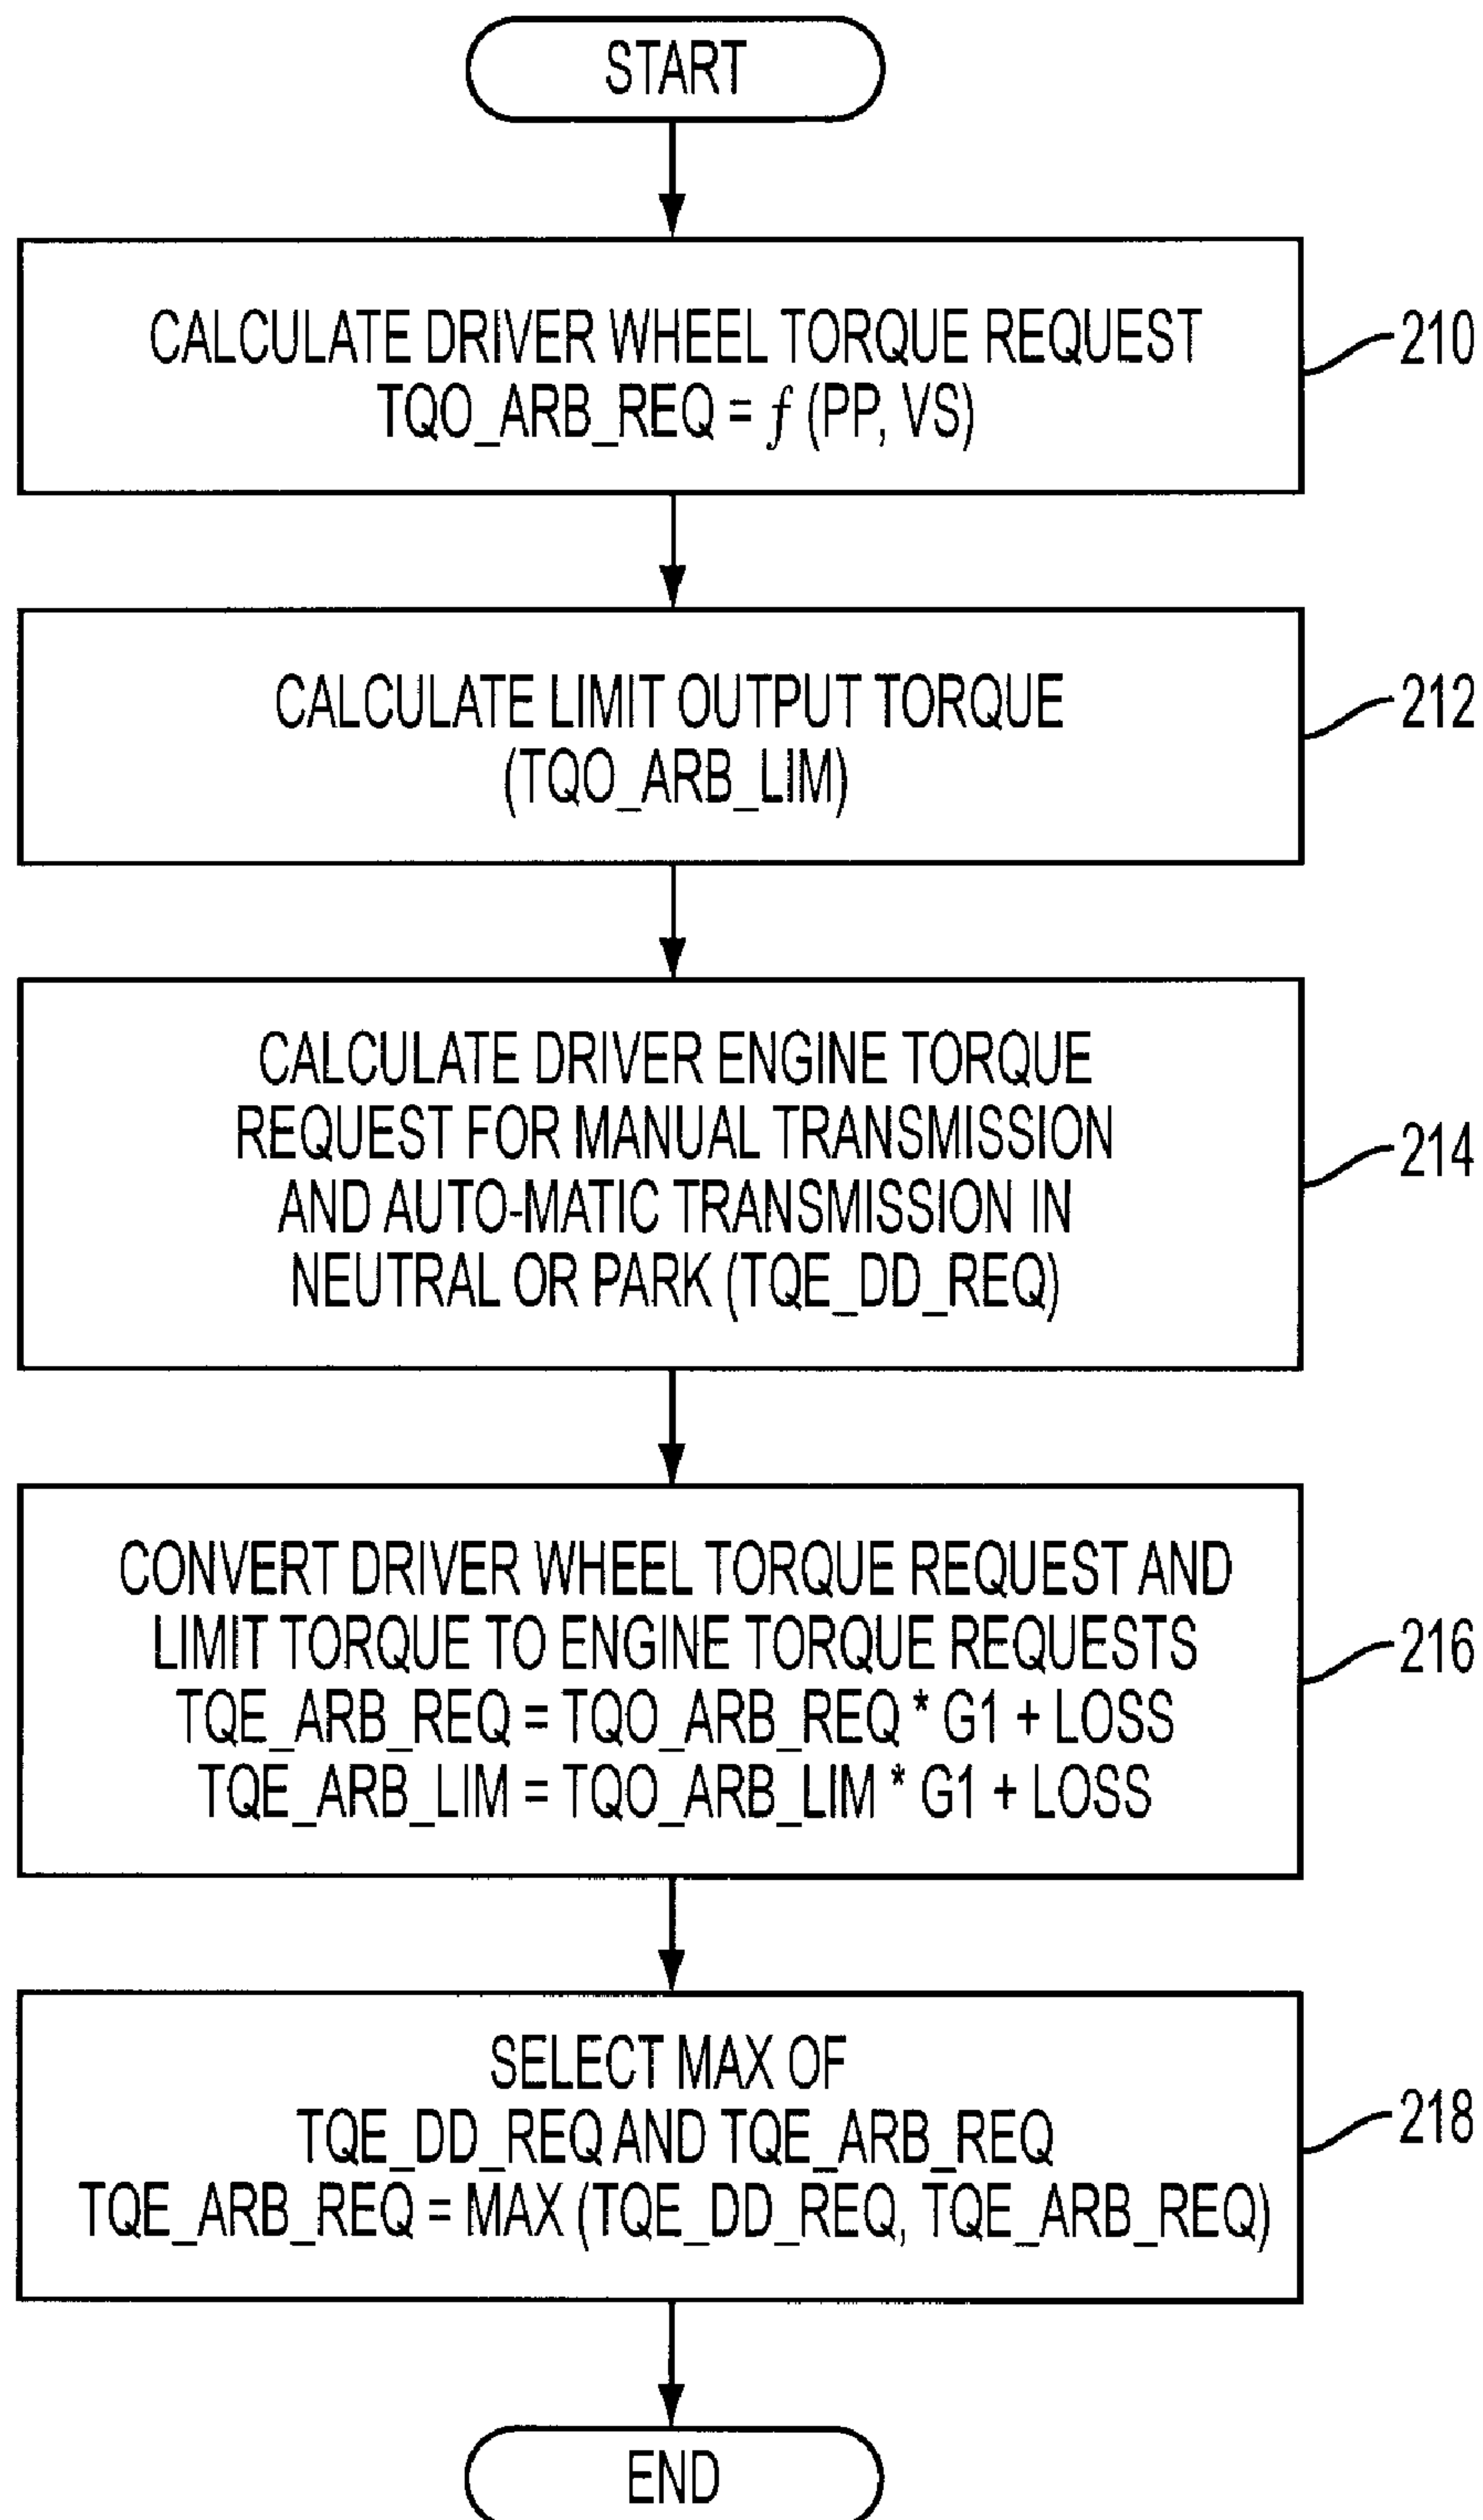 START
CALCULATE DRIVER WHEEL TORQUE REQUEST
TQO_ARB_REQ = f (PP, VS)
210
CALCULATE LIMIT OUTPUT TORQUE
(TQO_ARB_LIM)
212
CALCULATE DRIVER ENGINE TORQUE
REQUEST FOR MANUAL TRANSMISSION
AND AUTO-MATIC TRANSMISSION IN
NEUTRAL OR PARK (TQE_DD_REQ)
214
CONVERT DRIVER WHEEL TORQUE REQUEST AND
LIMIT TORQUE TO ENGINE TORQUE REQUESTS
TQE_ARB_REQ = TQO_ARB_REQ * G1 + LOSS
TQE_ARB_LIM = TQO_ARB_LIM * G1 + LOSS
216
SELECT MAX OF
TQE_DD_REQ AND TQE_ARB_REQ
TQE_ARB_REQ = MAX (TQE_DD_REQ, TQE_ARB_REQ)
218
END